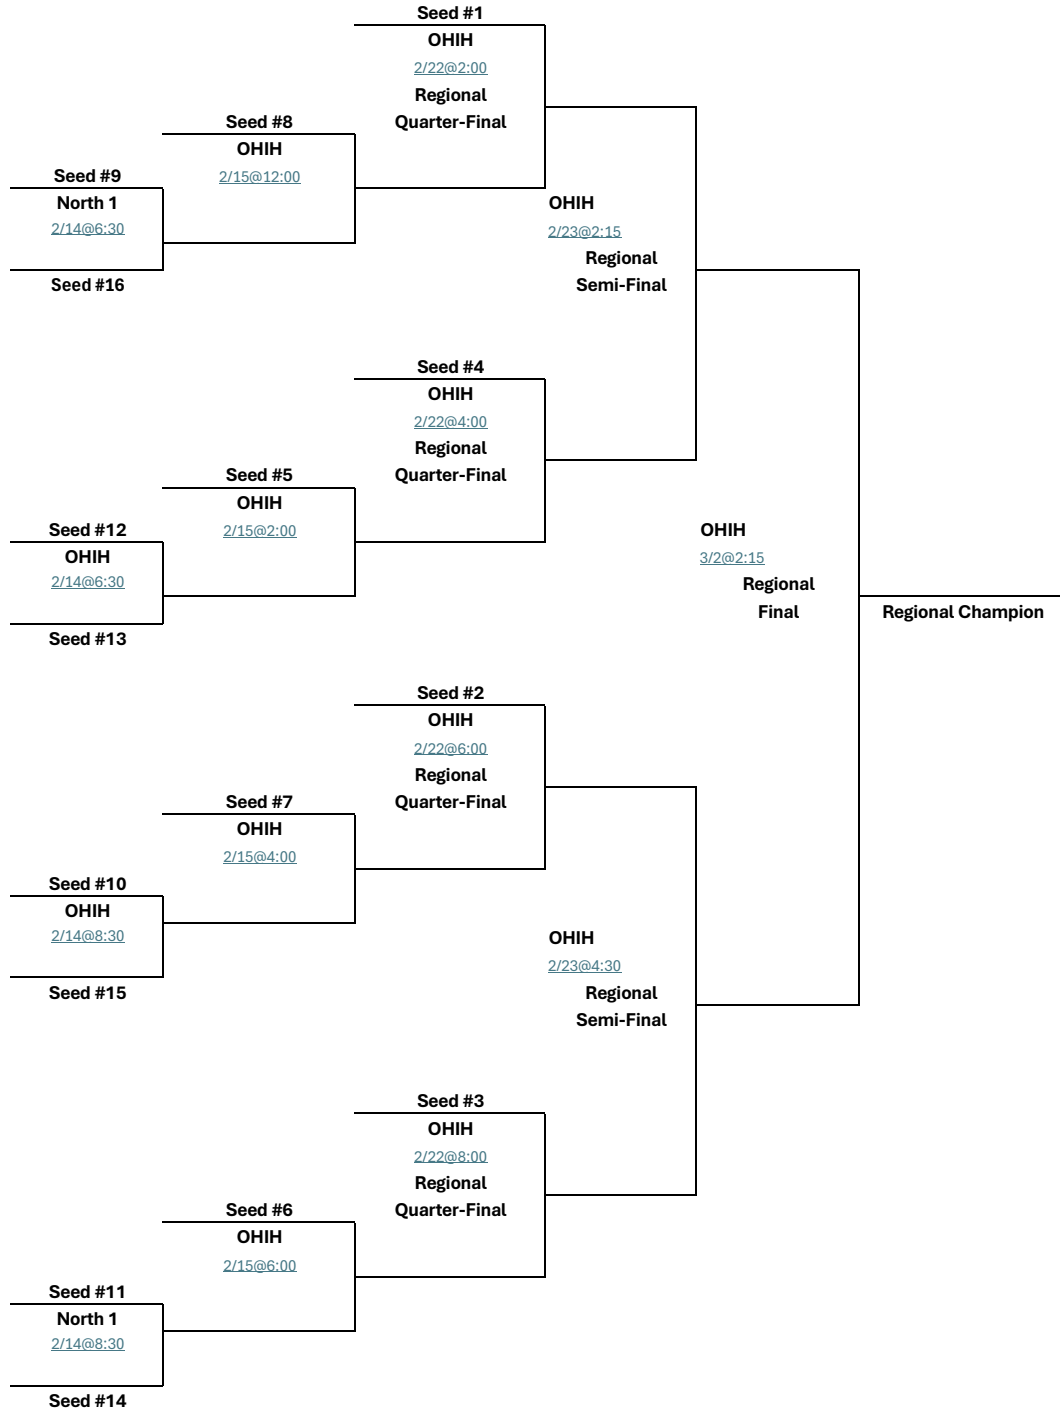 Seed #1
OHIH
2/22@2:00
Regional
Quarter-Final
Seed #8
OHIH
2/15@12:00
Seed #9
North 1
2/14@6:30
Seed #16
OHIH
2/23@2:15
Regional
Semi-Final
Seed #4
OHIH
2/22@4:00
Regional
Quarter-Final
Seed #5
OHIH
2/15@2:00
Seed #12
OHIH
2/14@6:30
Seed #13
OHIH
3/2@2:15
Regional
Final
Regional Champion
Seed #2
OHIH
2/22@6:00
Regional
Quarter-Final
Seed #7
OHIH
2/15@4:00
Seed #10
OHIH
2/14@8:30
Seed #15
OHIH
2/23@4:30
Regional
Semi-Final
Seed #3
OHIH
2/22@8:00
Regional
Quarter-Final
Seed #6
OHIH
2/15@6:00
Seed #11
North 1
2/14@8:30
Seed #14